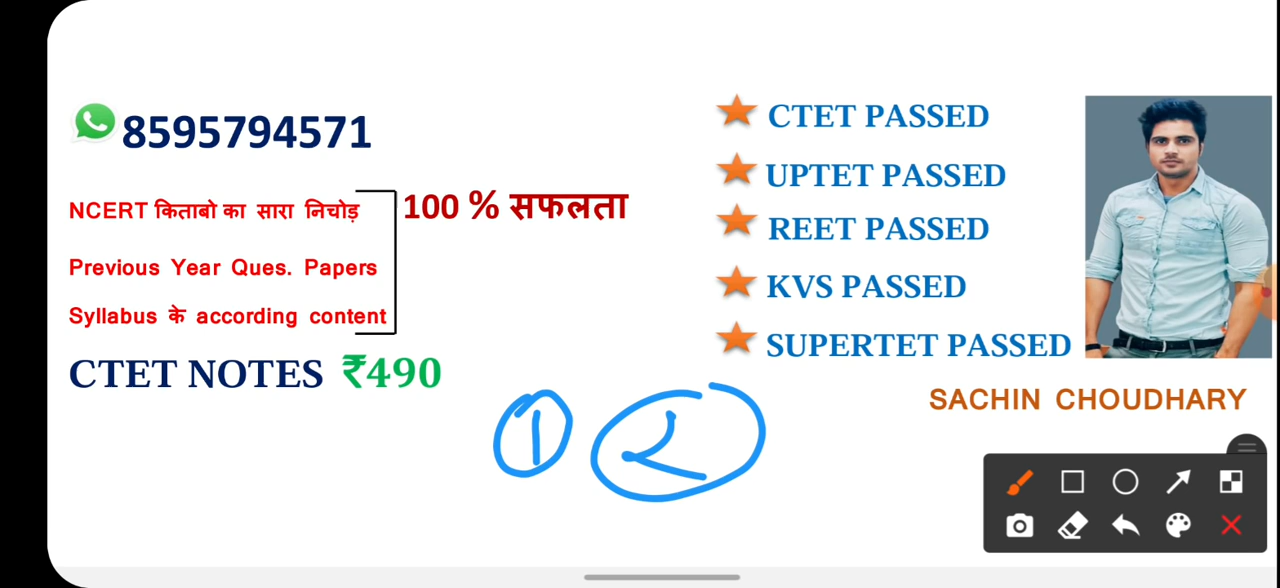 8595794571
NCERT किताबो का सारा निचोड़
100 % सफलता
Previous Year Ques. Papers
Syllabus के according content
CTET NOTES ₹490
CTET PASSED
UPTET PASSED
REET PASSED
KVS PASSED
SUPERTET PASSED
SACHIN CHOUDHARY
1 2